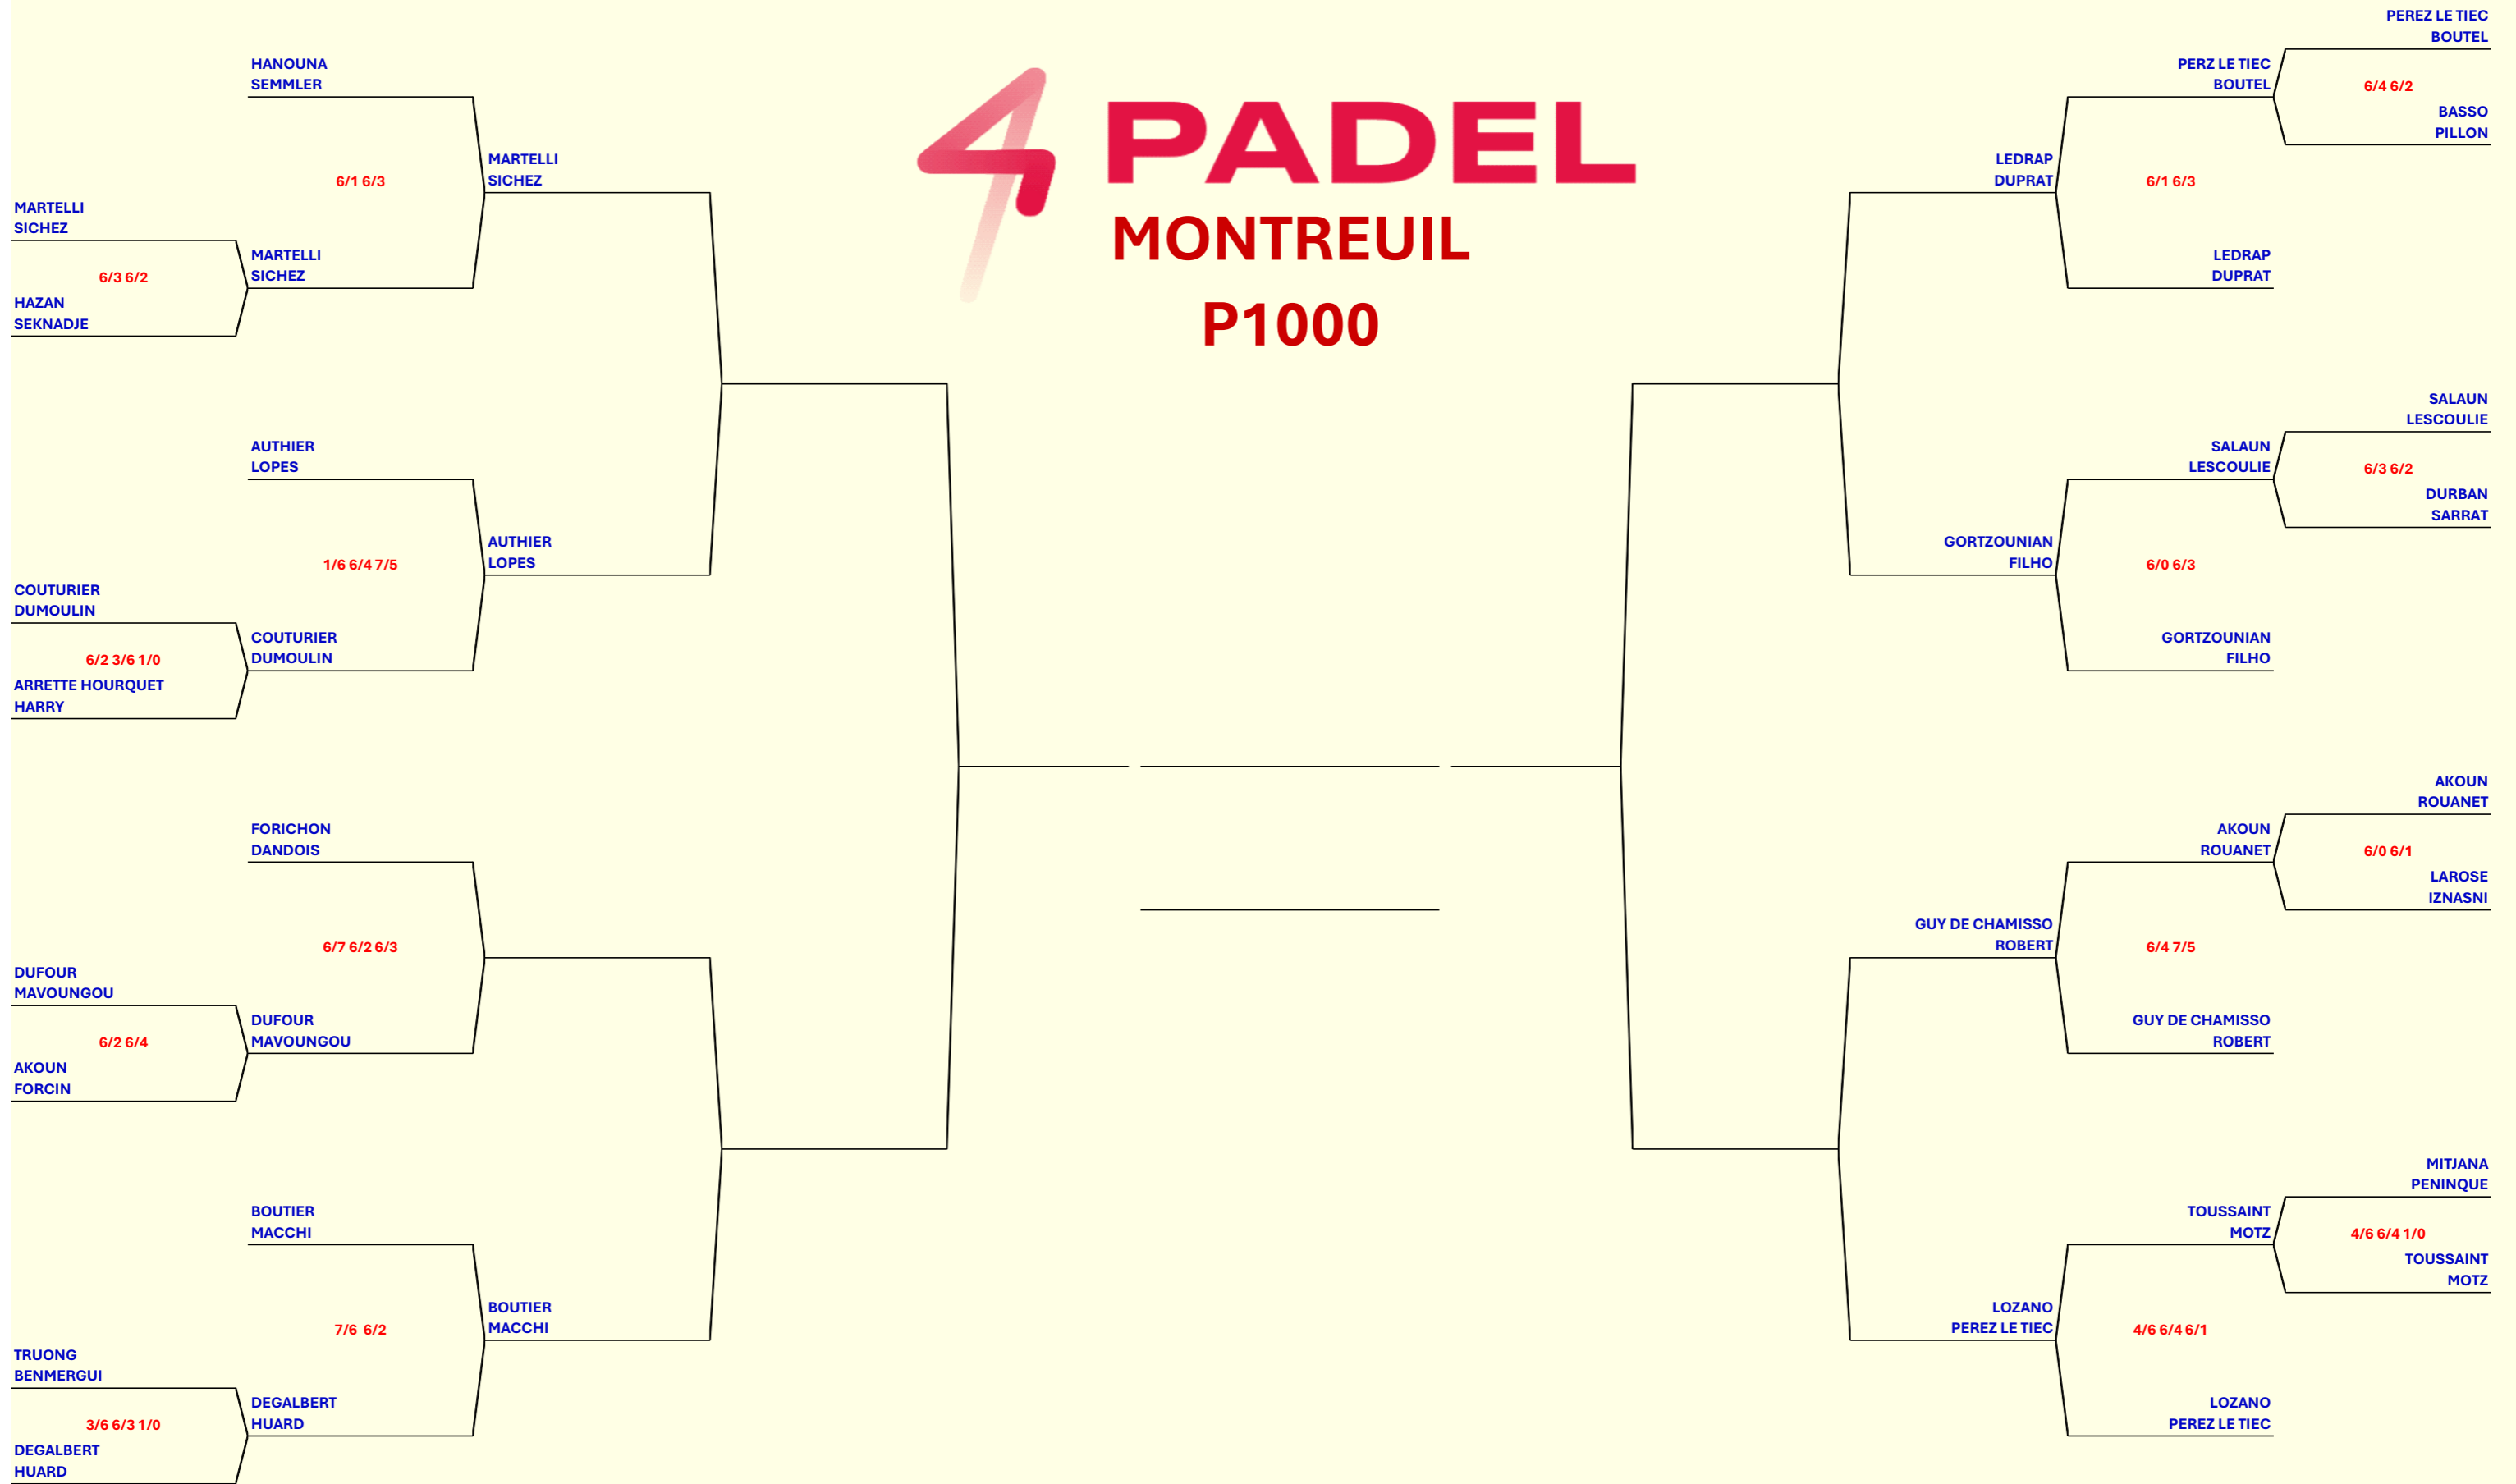 HANOUNA
SEMMLER
6/1 6/3
MARTELLI
SICHEZ
MARTELLI
SICHEZ
6/3 6/2
HAZAN
SEKNADJE
MARTELLI
SICHEZ
AUTHIER
LOPES
1/6 6/4 7/5
AUTHIER
LOPES
COUTURIER
DUMOULIN
6/2 3/6 1/0
ARRETTE HOURQUET
HARRY
COUTURIER
DUMOULIN
FORICHON
DANDOIS
6/7 6/2 6/3
DUFOUR
MAVOUNGOU
6/2 6/4
AKOUN
FORCIN
DUFOUR
MAVOUNGOU
BOUTIER
MACCHI
7/6 6/2
BOUTIER
MACCHI
TRUONG
BENMERGUI
3/6 6/3 1/0
DEGALBERT
HUARD
DEGALBERT
HUARD
4 PADEL
MONTREUIL
P1000
PEREZ LE TIEC
BOUTEL
PERZ LE TIEC
BOUTEL
6/4 6/2
BASSO
PILLON
LEDRAP
DUPRAT
6/1 6/3
LEDRAP
DUPRAT
SALAUN
LESCOULIE
SALAUN
LESCOULIE
6/3 6/2
DURBAN
SARRAT
GORTZOUNIAN
FILHO
6/0 6/3
GORTZOUNIAN
FILHO
AKOUN
ROUANET
AKOUN
ROUANET
6/0 6/1
LAROSE
IZNASNI
GUY DE CHAMISSO
ROBERT
6/4 7/5
GUY DE CHAMISSO
ROBERT
MITJANA
PENINQUE
TOUSSAINT
MOTZ
4/6 6/4 1/0
TOUSSAINT
MOTZ
LOZANO
PEREZ LE TIEC
4/6 6/4 6/1
LOZANO
PEREZ LE TIEC